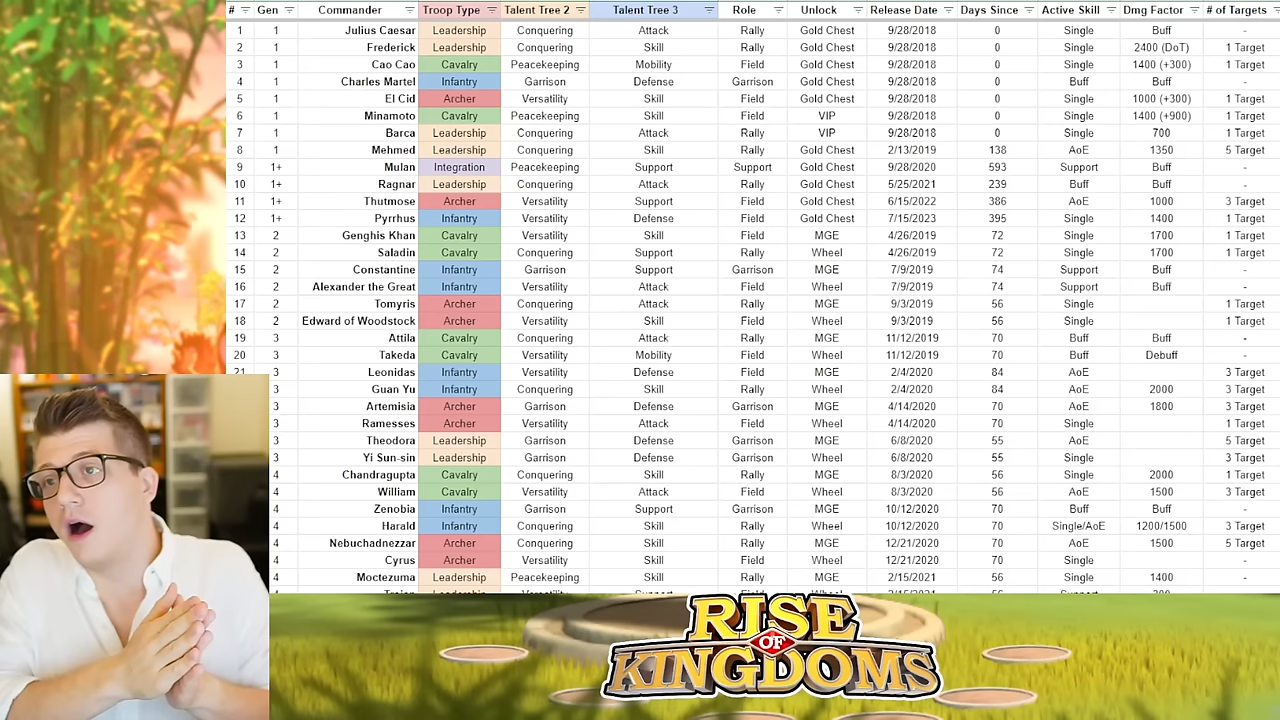 # Gen Commander Troop Type Talent Tree 2 Talent Tree 3 Role Unlock Release Date Days Since Active Skill Dmg Factor # of Targets
1 1 Julius Caesar Leadership Conquering Attack Rally Gold Chest 9/28/2018 0 Single Buff -
2 1 Frederick Leadership Conquering Skill Rally Gold Chest 9/28/2018 0 Single 2400 (DoT) 1 Target
3 1 Cao Cao Cavalry Peacekeeping Mobility Field Gold Chest 9/28/2018 0 Single 1400 (+300) 1 Target
4 1 Charles Martel Infantry Garrison Defense Garrison Gold Chest 9/28/2018 0 Buff Buff -
5 1 El Cid Archer Versatility Skill Field Gold Chest 9/28/2018 0 Single 1000 (+300) 1 Target
6 1 Minamoto Cavalry Peacekeeping Skill Field VIP 9/28/2018 0 Single 1400 (+900) 1 Target
7 1 Barca Leadership Conquering Attack Rally VIP 9/28/2018 0 Single 700 1 Target
8 1 Mehmed Leadership Conquering Skill Rally Gold Chest 2/13/2019 138 AoE 1350 5 Target
9 1+ Mulan Integration Peacekeeping Support Support Gold Chest 9/28/2020 593 Support Buff -
10 1+ Ragnar Leadership Conquering Attack Rally Gold Chest 5/25/2021 239 Buff Buff -
11 1+ Thutmose Archer Versatility Support Field Gold Chest 6/15/2022 386 AoE 1000 3 Target
12 1+ Pyrrhus Infantry Versatility Defense Field Gold Chest 7/15/2023 395 Single 1400 1 Target
13 2 Genghis Khan Cavalry Versatility Skill Field MGE 4/26/2019 72 Single 1700 1 Target
14 2 Saladin Cavalry Conquering Support Rally Wheel 4/26/2019 72 Single 1700 1 Target
15 2 Constantine Infantry Garrison Support Garrison MGE 7/9/2019 74 Support Buff -
16 2 Alexander the Great Infantry Versatility Attack Field Wheel 7/9/2019 74 Support Buff -
17 2 Tomyris Archer Conquering Attack Rally MGE 9/3/2019 56 Single 1 Target
18 2 Edward of Woodstock Archer Versatility Skill Field Wheel 9/3/2019 56 Single 1 Target
19 3 Attila Cavalry Conquering Attack Rally MGE 11/12/2019 70 Buff Buff -
20 3 Takeda Cavalry Versatility Mobility Field Wheel 11/12/2019 70 Buff Debuff -
21 3 Leonidas Infantry Versatility Defense Field MGE 2/4/2020 84 AoE 3 Target
3 Guan Yu Infantry Conquering Skill Rally Wheel 2/4/2020 84 AoE 2000 3 Target
3 Artemisia Archer Garrison Defense Garrison MGE 4/14/2020 70 AoE 1800 3 Target
3 Ramesses Archer Versatility Attack Field Wheel 4/14/2020 70 Single 1 Target
3 Theodora Leadership Garrison Defense Garrison MGE 6/8/2020 55 AoE 5 Target
3 Yi Sun-sin Leadership Garrison Defense Garrison Wheel 6/8/2020 55 Single 3 Target
4 Chandragupta Cavalry Conquering Skill Rally MGE 8/3/2020 56 Single 2000 1 Target
4 William Cavalry Versatility Attack Field Wheel 8/3/2020 56 AoE 1500 3 Target
4 Zenobia Infantry Garrison Support Garrison MGE 10/12/2020 70 Buff Buff -
4 Harald Infantry Conquering Skill Rally Wheel 10/12/2020 70 Single/AoE 1200/1500 3 Target
4 Nebuchadnezzar Archer Conquering Skill Rally MGE 12/21/2020 70 AoE 1500 5 Target
4 Cyrus Archer Versatility Skill Field Wheel 12/21/2020 70 Single 1 Target
4 Moctezuma Leadership Peacekeeping Skill Rally MGE 2/15/2021 56 Single 1400 -
RISE
OF
KINGDOMS